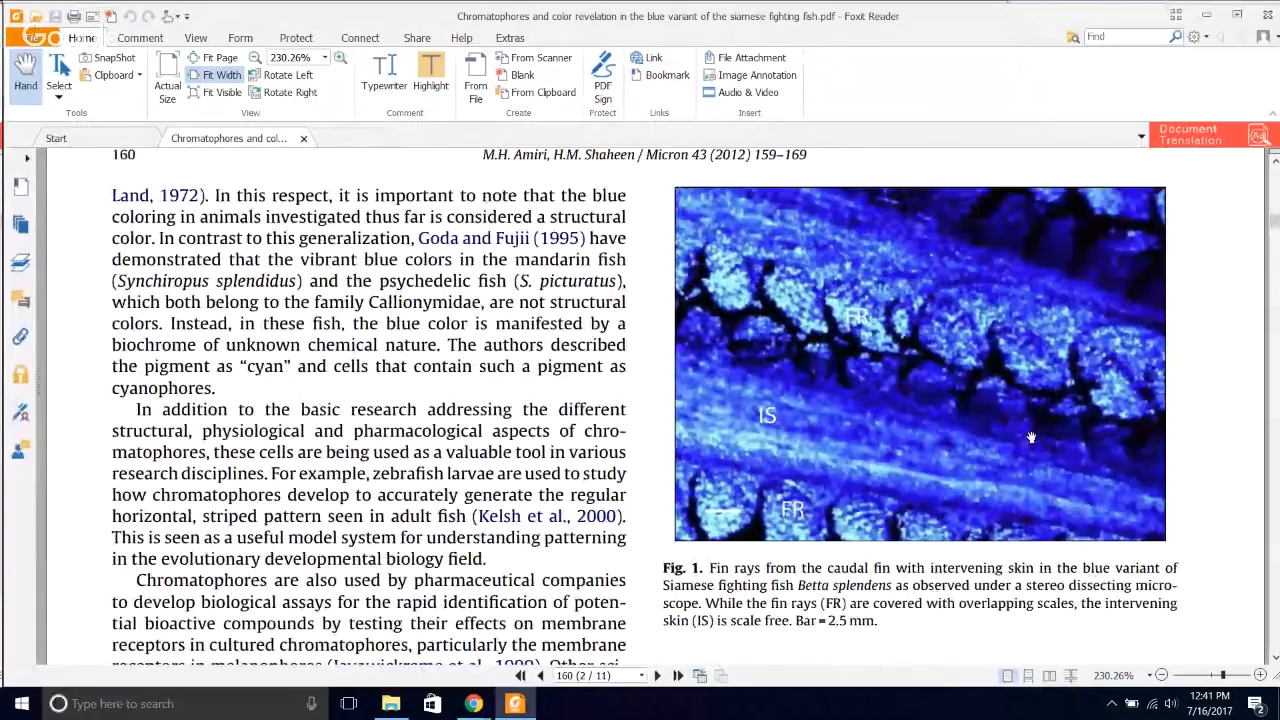 Chromatophores and color revelation in the blue variant of the siamese fighting fish.pdf - Foxit Reader
File Home Comment View Form Protect Connect Share Help Extras Find
SnapShot Fit Page 230.26% From Scanner Link File Attachment
Clipboard Fit Width Rotate Left Blank Bookmark Image Annotation
Hand Select Actual Size Fit Visible Rotate Right Typewriter Highlight From File From Clipboard PDF Sign Audio & Video
Tools View Comment Create Protect Links Insert
Start Chromatophores and col... Document Translation
160 M.H. Amiri, H.M. Shaheen / Micron 43 (2012) 159–169
Land, 1972). In this respect, it is important to note that the blue
coloring in animals investigated thus far is considered a structural
color. In contrast to this generalization, Goda and Fujii (1995) have
demonstrated that the vibrant blue colors in the mandarin fish
(Synchiropus splendidus) and the psychedelic fish (S. picturatus),
which both belong to the family Callionymidae, are not structural
colors. Instead, in these fish, the blue color is manifested by a
biochrome of unknown chemical nature. The authors described
the pigment as “cyan” and cells that contain such a pigment as
cyanophores.
In addition to the basic research addressing the different
structural, physiological and pharmacological aspects of chro-
matophores, these cells are being used as a valuable tool in various
research disciplines. For example, zebrafish larvae are used to study
how chromatophores develop to accurately generate the regular
horizontal, striped pattern seen in adult fish (Kelsh et al., 2000).
This is seen as a useful model system for understanding patterning
in the evolutionary developmental biology field.
Chromatophores are also used by pharmaceutical companies
to develop biological assays for the rapid identification of poten-
tial bioactive compounds by testing their effects on membrane
receptors in cultured chromatophores, particularly the membrane
FR
IS
FR
Fig. 1. Fin rays from the caudal fin with intervening skin in the blue variant of
Siamese fighting fish Betta splendens as observed under a stereo dissecting micro-
scope. While the fin rays (FR) are covered with overlapping scales, the intervening
skin (IS) is scale free. Bar = 2.5 mm.
160 (2 / 11) 230.26%
Type here to search
12:41 PM
7/16/2017
2